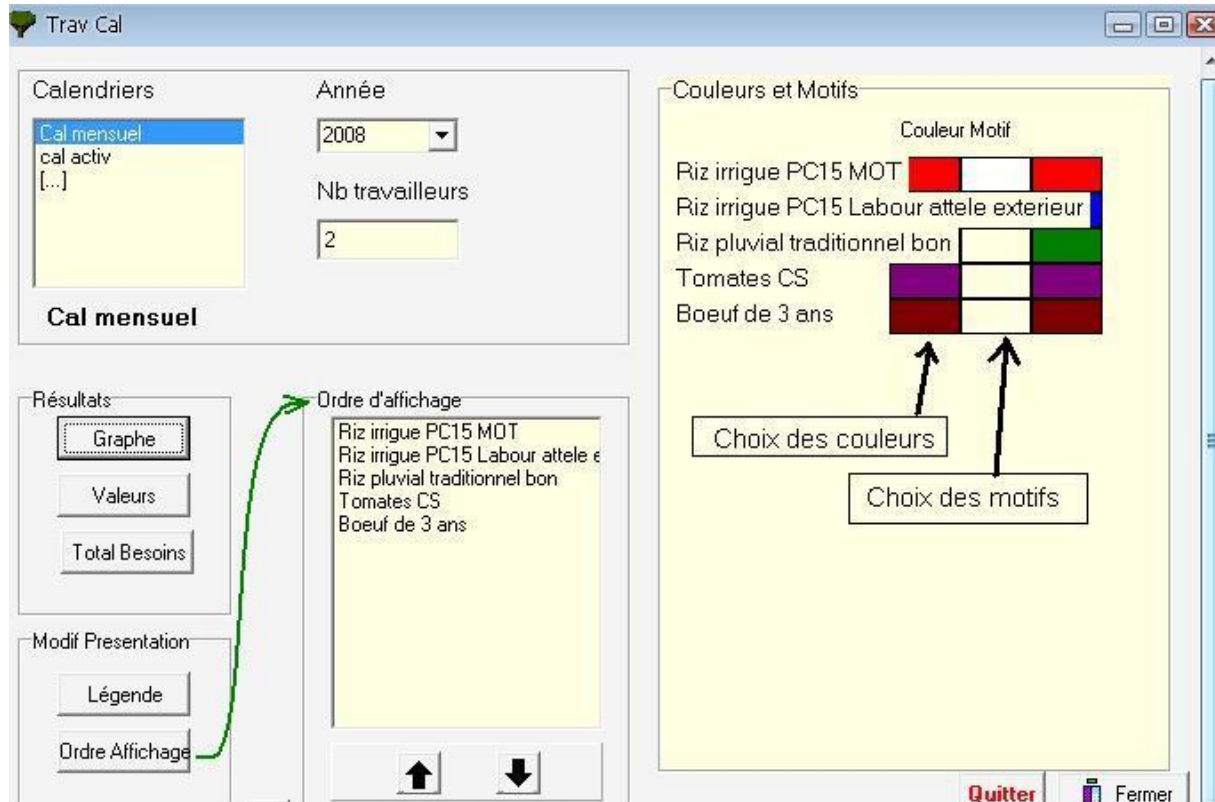 Trav Cal
Calendriers
Année
Cal mensuel
cal activ
[...]
2008
Nb travailleurs
2
Cal mensuel
Résultats
Graphe
Valeurs
Total Besoins
Modif Presentation
Légende
Ordre Affichage
Ordre d'affichage
Riz irrigue PC15 MOT
Riz irrigue PC15 Labour attele e
Riz pluvial traditionnel bon
Tomates CS
Boeuf de 3 ans
Couleurs et Motifs
Couleur Motif
Riz irrigue PC15 MOT
Riz irrigue PC15 Labour attele exterieur
Riz pluvial traditionnel bon
Tomates CS
Boeuf de 3 ans
Choix des couleurs
Choix des motifs
Quitter
Fermer